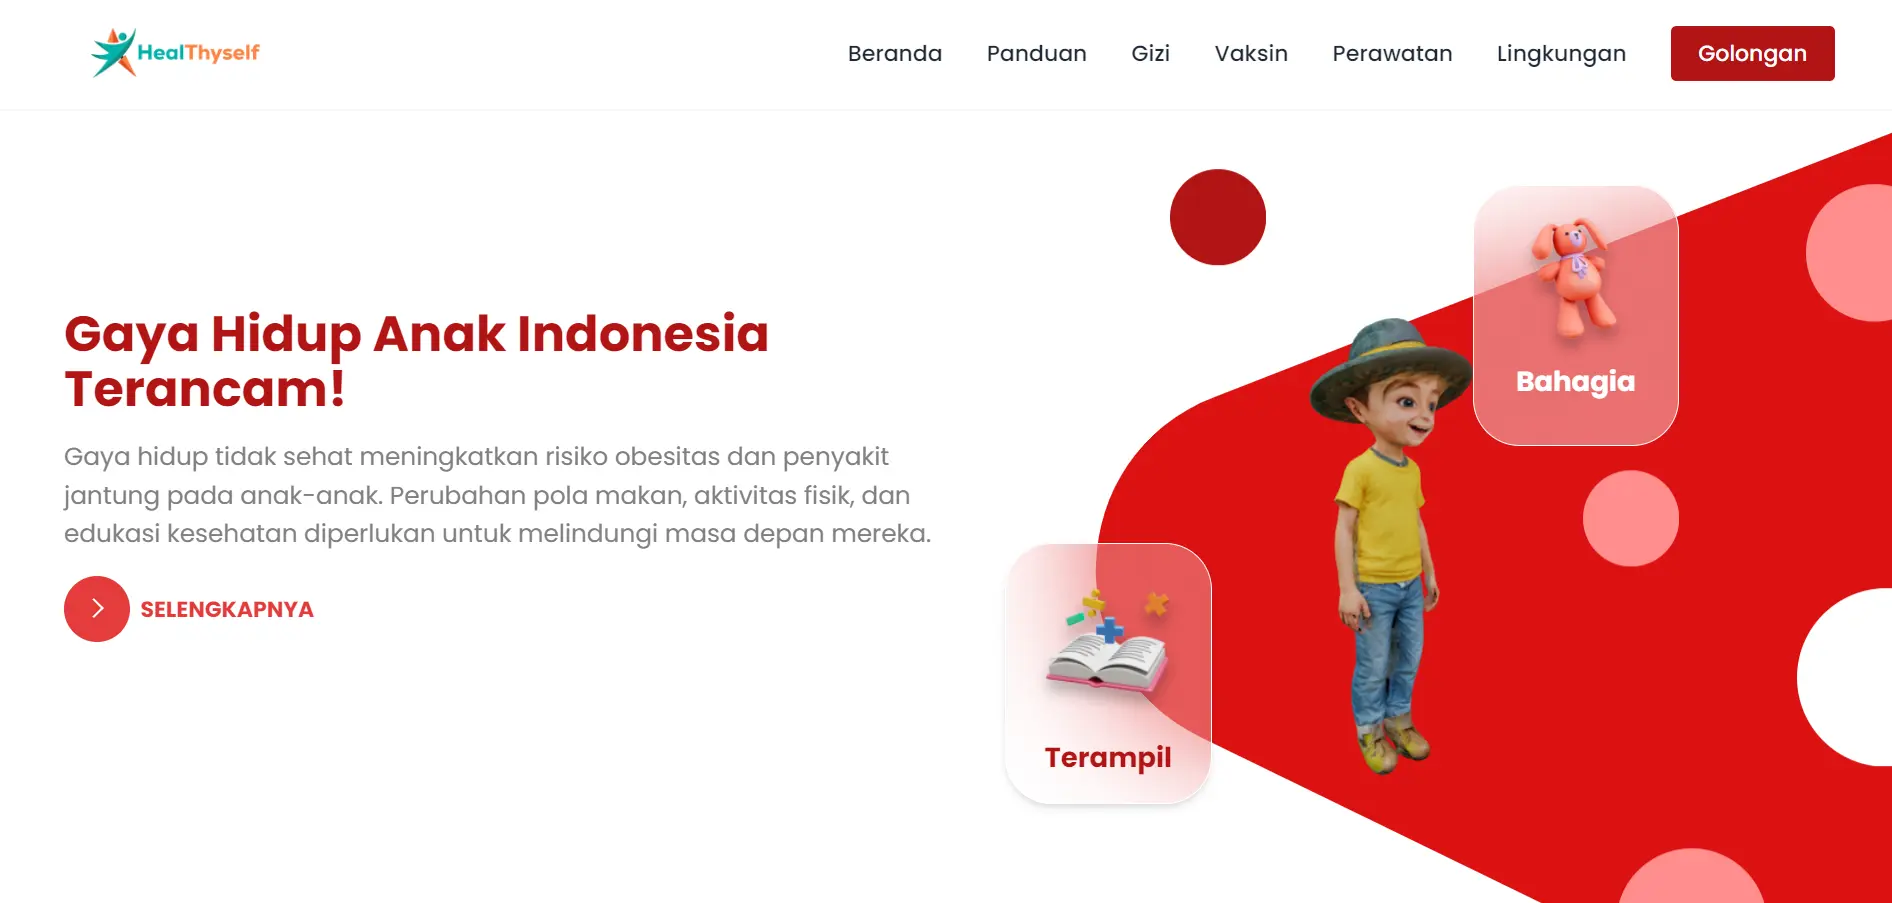 HealThyself
Beranda
Panduan
Gizi
Vaksin
Perawatan
Lingkungan
Golongan
Gaya Hidup Anak Indonesia
Terancam!
Gaya hidup tidak sehat meningkatkan risiko obesitas dan penyakit
jantung pada anak-anak. Perubahan pola makan, aktivitas fisik, dan
edukasi kesehatan diperlukan untuk melindungi masa depan mereka.
SELENGKAPNYA
Bahagia
Terampil